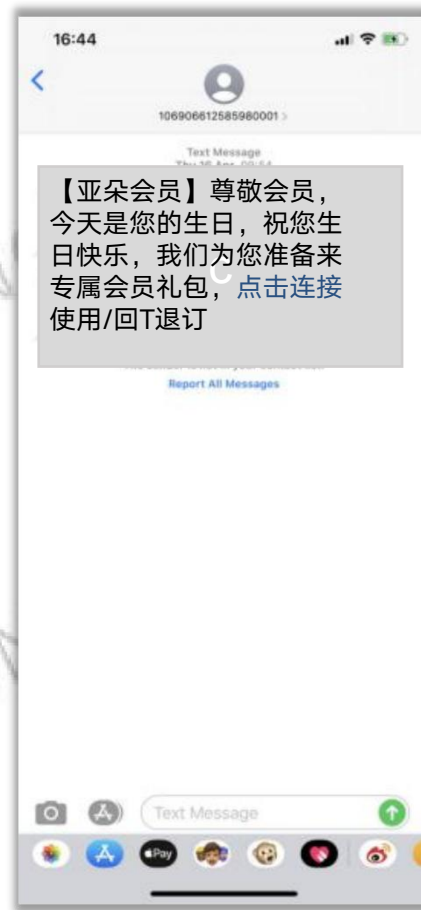 16:44
106906612585980001 >
Text Message
【亚朵会员】尊敬会员，
今天是您的生日，祝您生
日快乐，我们为您准备来
专属会员礼包，点击连接
使用/回T退订
Report All Messages
Text Message
Pay